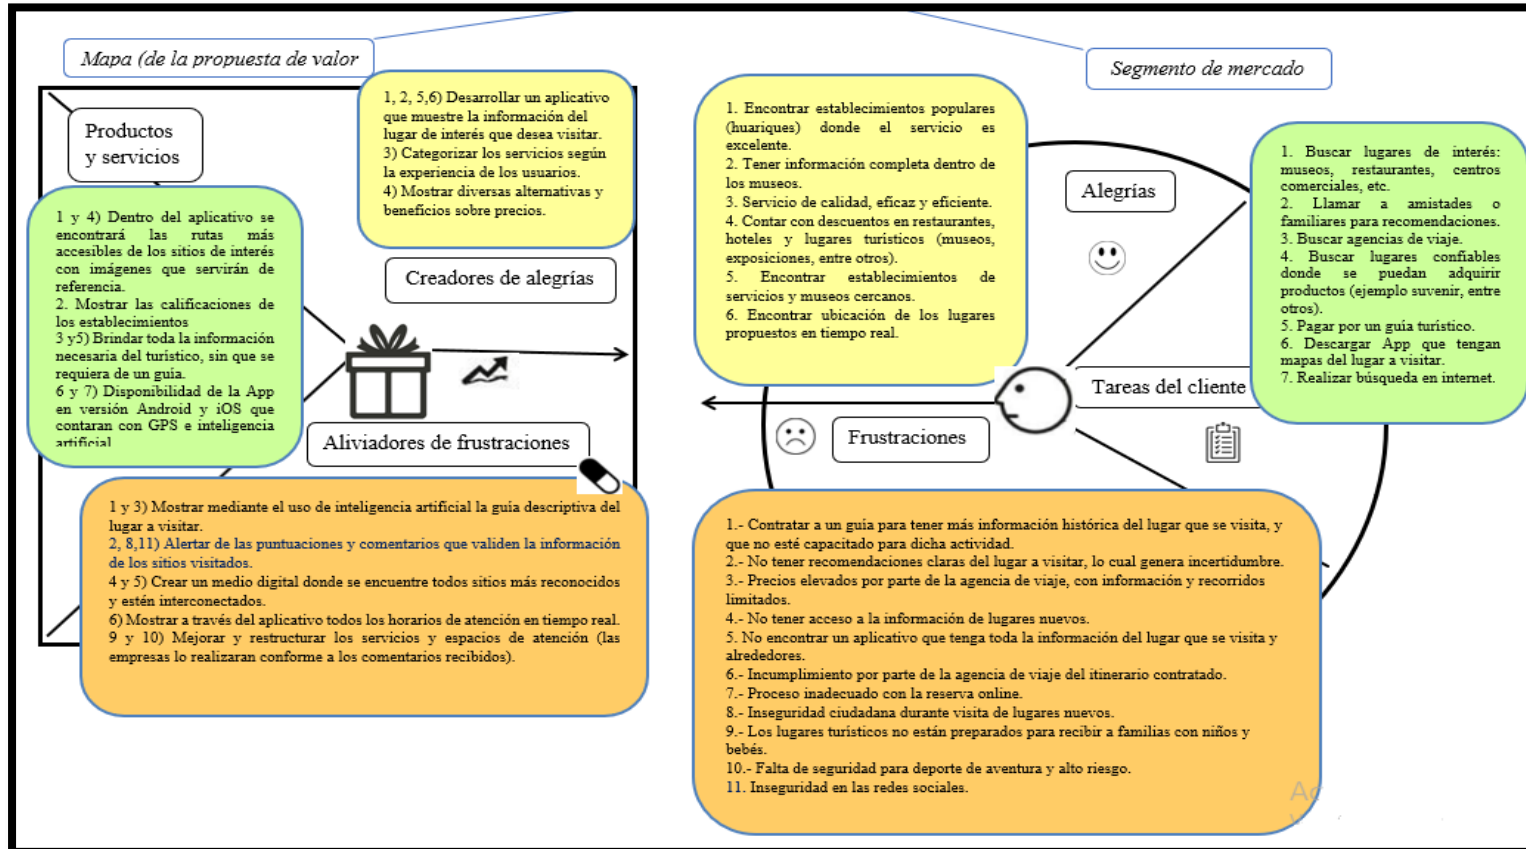 Mapa (de la propuesta de valor
Productos
y servicios
1, 2, 5,6) Desarrollar un aplicativo
que muestre la información del
lugar de interés que desea visitar.
3) Categorizar los servicios según
la experiencia de los usuarios.
4) Mostrar diversas alternativas y
beneficios sobre precios.
1 y 4) Dentro del aplicativo se
encontrará las rutas más
accesibles de los sitios de interés
con imágenes que servirán de
referencia.
2. Mostrar las calificaciones de
los establecimientos
3 y5) Brindar toda la información
necesaria del turístico, sin que se
requiera de un guía.
6 y 7) Disponibilidad de la App
en versión Android y iOS que
contaran con GPS e inteligencia
artificial
Creadores de alegrías
Aliviadores de frustraciones
1 y 3) Mostrar mediante el uso de inteligencia artificial la guía descriptiva del
lugar a visitar.
2, 8,11) Alertar de las puntuaciones y comentarios que validen la información
de los sitios visitados.
4 y 5) Crear un medio digital donde se encuentre todos sitios más reconocidos
y estén interconectados.
6) Mostrar a través del aplicativo todos los horarios de atención en tiempo real.
9 y 10) Mejorar y restructurar los servicios y espacios de atención (las
empresas lo realizaran conforme a los comentarios recibidos).
Segmento de mercado
1. Encontrar establecimientos populares
(huariques) donde el servicio es
excelente.
2. Tener información completa dentro de
los museos.
3. Servicio de calidad, eficaz y eficiente.
4. Contar con descuentos en restaurantes,
hoteles y lugares turísticos (museos,
exposiciones, entre otros).
5. Encontrar establecimientos de
servicios y museos cercanos.
6. Encontrar ubicación de los lugares
propuestos en tiempo real.
Alegrías
1. Buscar lugares de interés:
museos, restaurantes, centros
comerciales, etc.
2. Llamar a amistades o
familiares para recomendaciones.
3. Buscar agencias de viaje.
4. Buscar lugares confiables
donde se puedan adquirir
productos (ejemplo suvenir, entre
otros).
5. Pagar por un guía turístico.
6. Descargar App que tengan
mapas del lugar a visitar.
7. Realizar búsqueda en internet.
Tareas del cliente
Frustraciones
1.- Contratar a un guía para tener más información histórica del lugar que se visita, y
que no esté capacitado para dicha actividad.
2.- No tener recomendaciones claras del lugar a visitar, lo cual genera incertidumbre.
3.- Precios elevados por parte de la agencia de viaje, con información y recorridos
limitados.
4.- No tener acceso a la información de lugares nuevos.
5. No encontrar un aplicativo que tenga toda la información del lugar que se visita y
alrededores.
6.- Incumplimiento por parte de la agencia de viaje del itinerario contratado.
7.- Proceso inadecuado con la reserva online.
8.- Inseguridad ciudadana durante visita de lugares nuevos.
9.- Los lugares turísticos no están preparados para recibir a familias con niños y
bebés.
10.- Falta de seguridad para deporte de aventura y alto riesgo.
11. Inseguridad en las redes sociales.